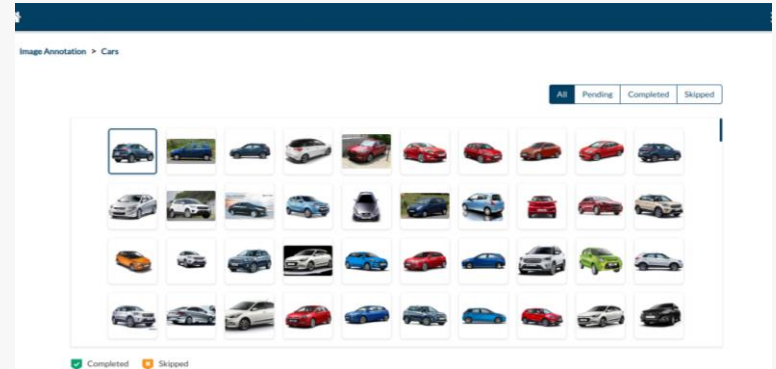 Image Annotation > Cars
All Pending Completed Skipped
Completed Skipped